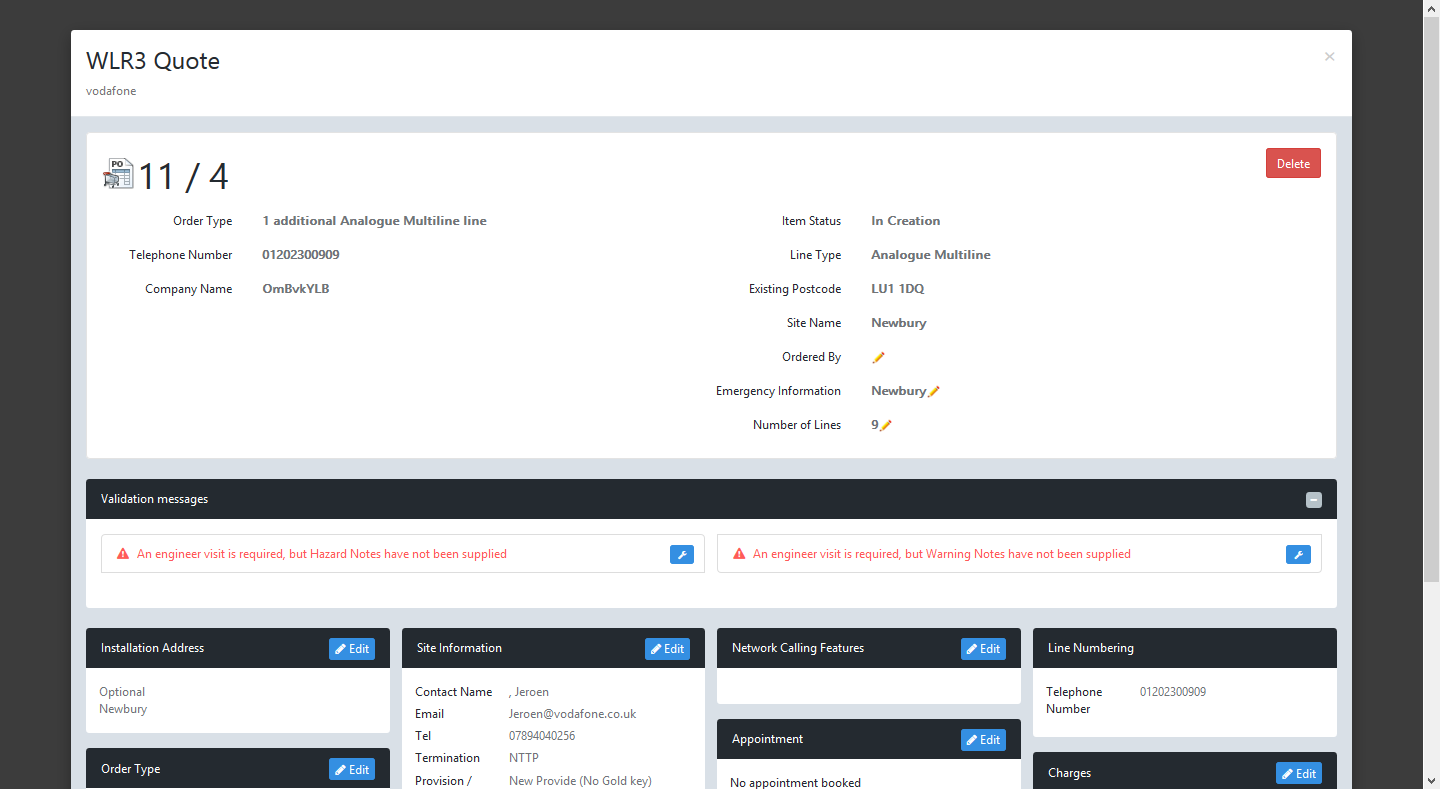 WLR3 Quote
×
vodafone
PO
11 / 4
Delete
Order Type 1 additional Analogue Multiline line
Telephone Number 01202300909
Company Name OmBvkYLB
Item Status In Creation
Line Type Analogue Multiline
Existing Postcode LU1 1DQ
Site Name Newbury
Ordered By
Emergency Information Newbury
Number of Lines 9
Validation messages
An engineer visit is required, but Hazard Notes have not been supplied
An engineer visit is required, but Warning Notes have not been supplied
Installation Address Edit
Optional
Newbury
Order Type Edit
Site Information Edit
Contact Name , Jeroen
Email Jeroen@vodafone.co.uk
Tel 07894040256
Termination NTTP
Provision / New Provide (No Gold key)
Network Calling Features Edit
Appointment Edit
No appointment booked
Line Numbering
Telephone 01202300909
Number
Charges Edit